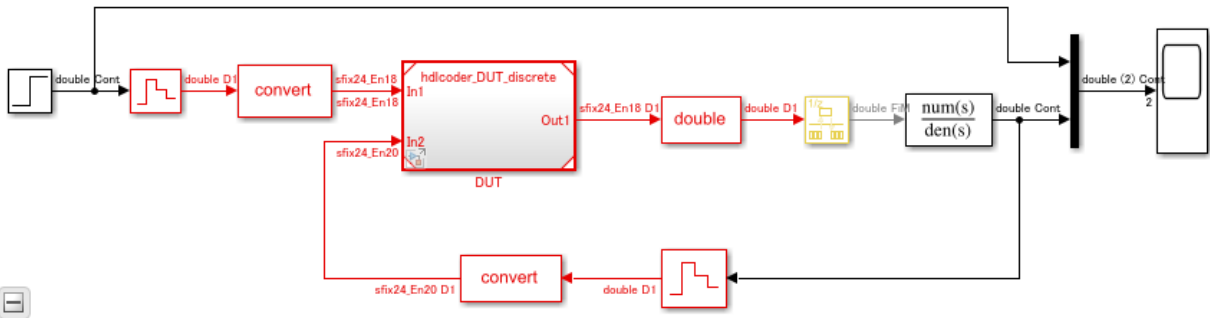 double Cont
double D1
convert
sfix24_En18
sfix24_En18
hdlcoder_DUT_discrete
In1
Out1
In2
sfix24_En20
DUT
sfix24_En18 D1
double
double D1
1/z
double FiM
num(s)
den(s)
double Cont
double (2) Cont
2
convert
sfix24_En20 D1
double D1